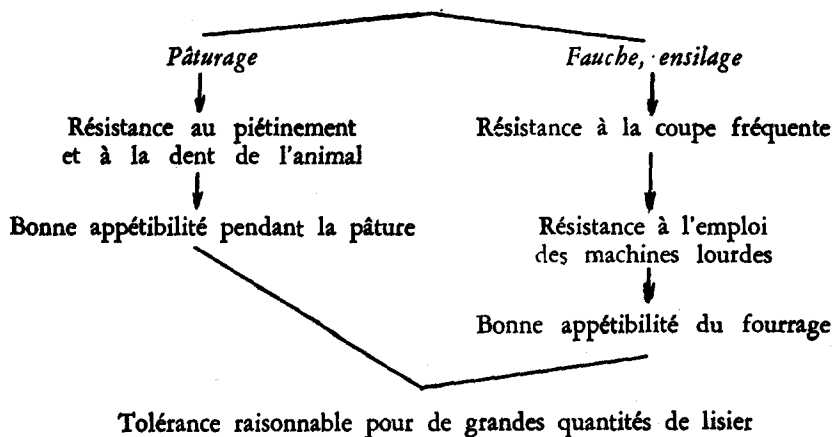 Pâturage
Résistance au piétinement
et à la dent de l'animal
Bonne appétibilité pendant la pâture
Fauche, ensilage
Résistance à la coupe fréquente
Résistance à l'emploi
des machines lourdes
Bonne appétibilité du fourrage
Tolérance raisonnable pour de grandes quantités de lisier